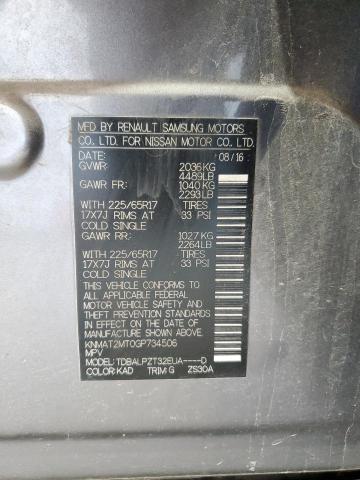 MFD BY RENAULT SAMSUNG MOTORS
CO. LTD. FOR NISSAN MOTOR CO. LTD.
DATE: 08/16
GVWR: 2036KG
4489LB
GAWR FR: 1040KG
2293LB
WITH 225/65R17 TIRES
17X7J RIMS AT 33 PSI
COLD SINGLE
GAWR RR: 1027KG
2264LB
WITH 225/65R17 TIRES
17X7J RIMS AT 33 PSI
COLD SINGLE
THIS VEHICLE CONFORMS TO ALL
APPLICABLE FEDERAL MOTOR VEHICLE
SAFETY STANDARDS IN EFFECT ON
THE DATE OF MANUFACTURE
SHOWN ABOVE.
KNMAT2MT0GP734506
MPV
MODEL: TDBALPZT32EUA----D
COLOR: KAD TRIM: G ZS30A